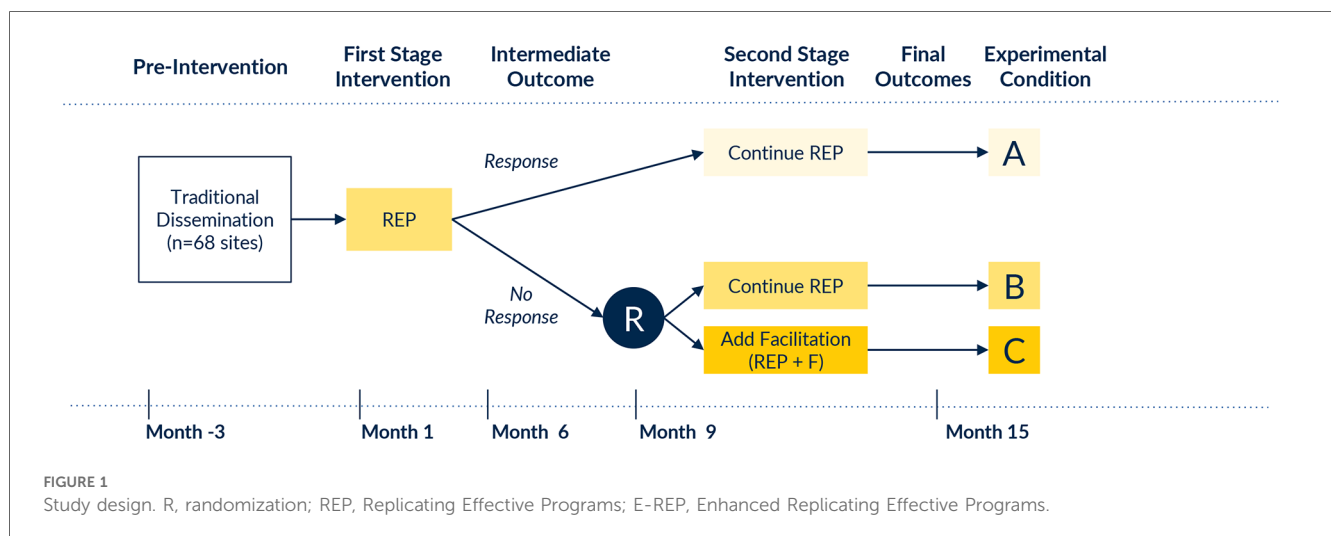 Pre-Intervention
First Stage
Intervention
Intermediate
Outcome
Second Stage
Intervention
Final
Outcomes
Experimental
Condition
Traditional
Dissemination
(n=68 sites)
REP
Response
No
Response
R
Continue REP
A
Continue REP
B
Add Facilitation
(REP + F)
C
Month -3
Month 1
Month 6
Month 9
Month 15
FIGURE 1
Study design. R, randomization; REP, Replicating Effective Programs; E-REP, Enhanced Replicating Effective Programs.